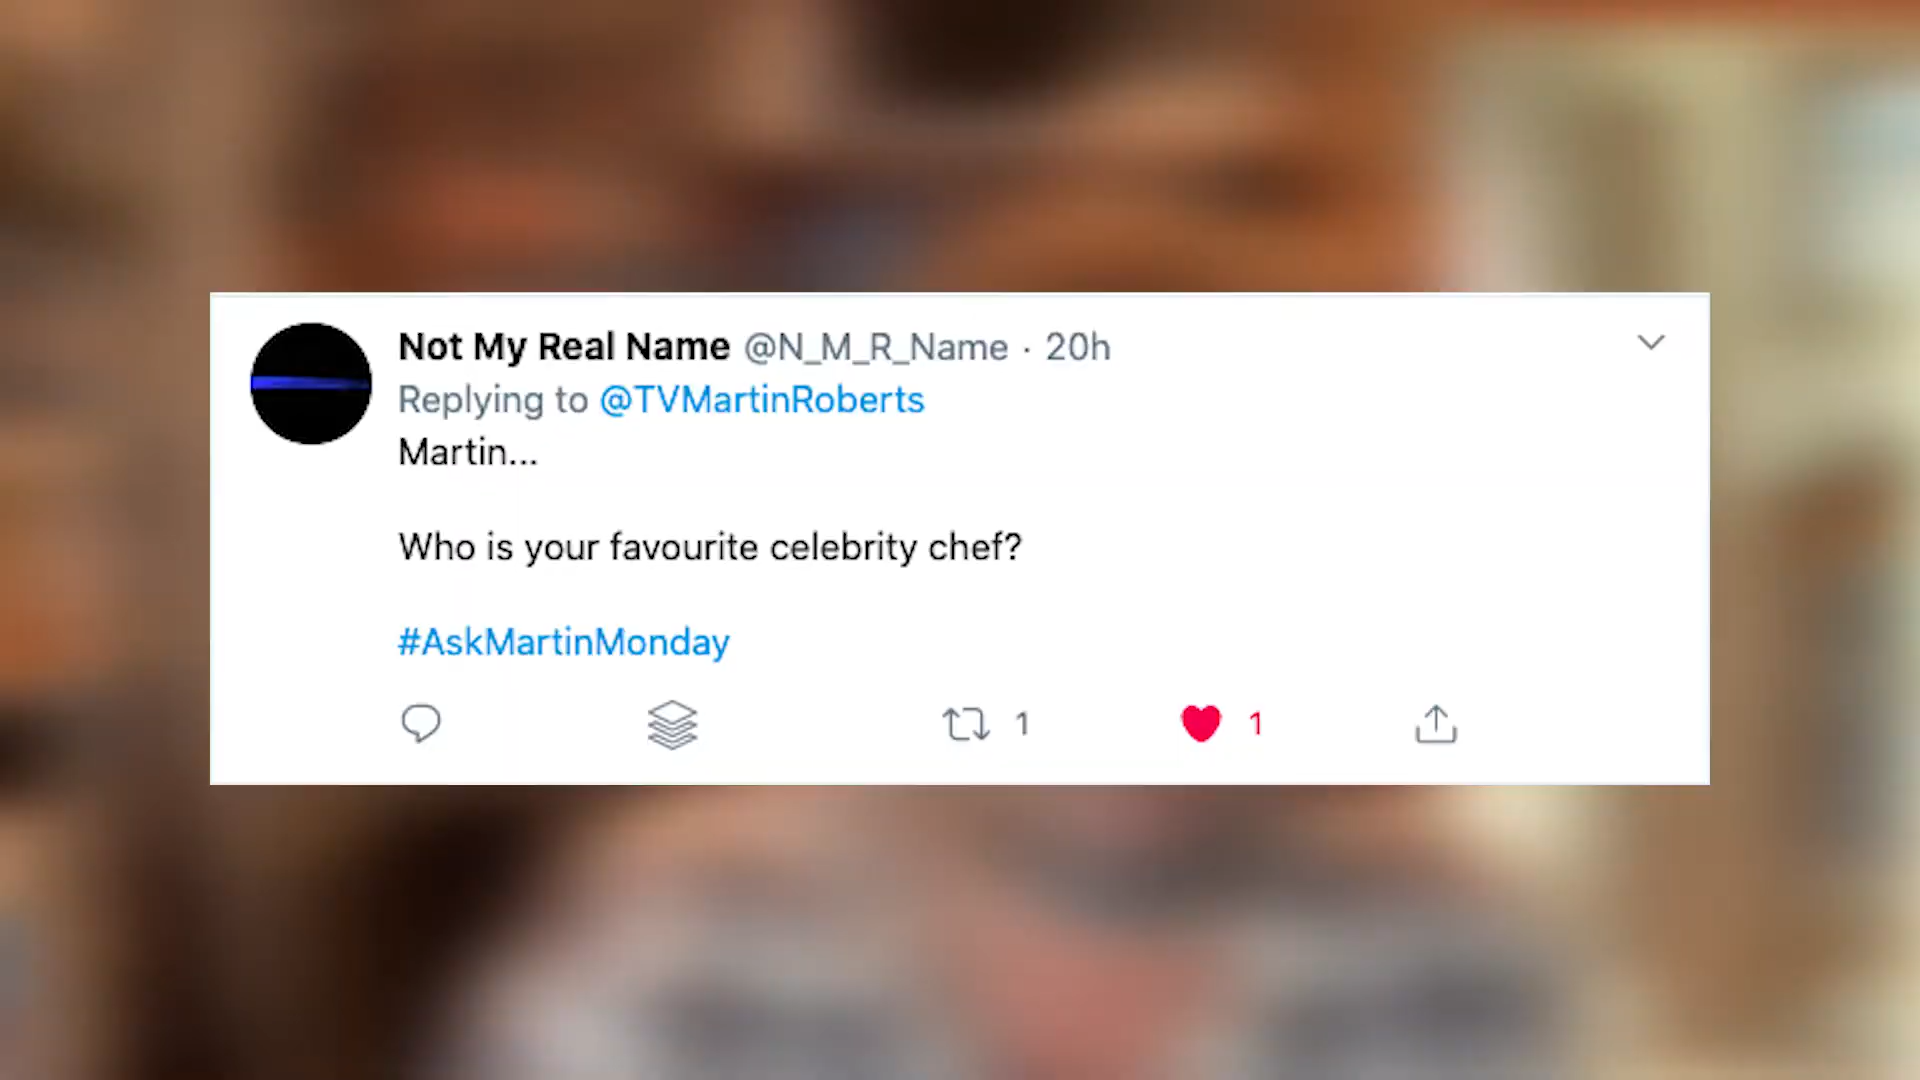 Not My Real Name @N_M_R_Name · 20h
Replying to @TVMartinRoberts
Martin...
Who is your favourite celebrity chef?
#AskMartinMonday
1 1